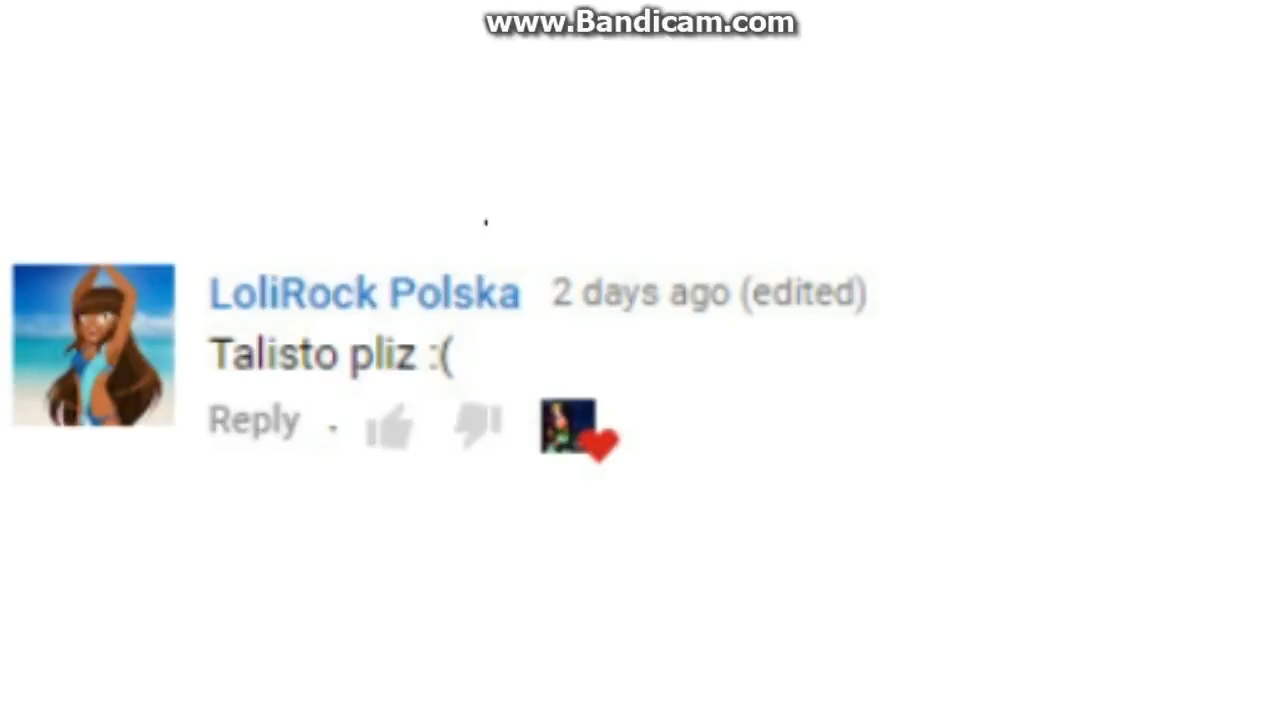 www.Bandicam.com
LoliRock Polska 2 days ago (edited)
Talisto pliz :(
Reply